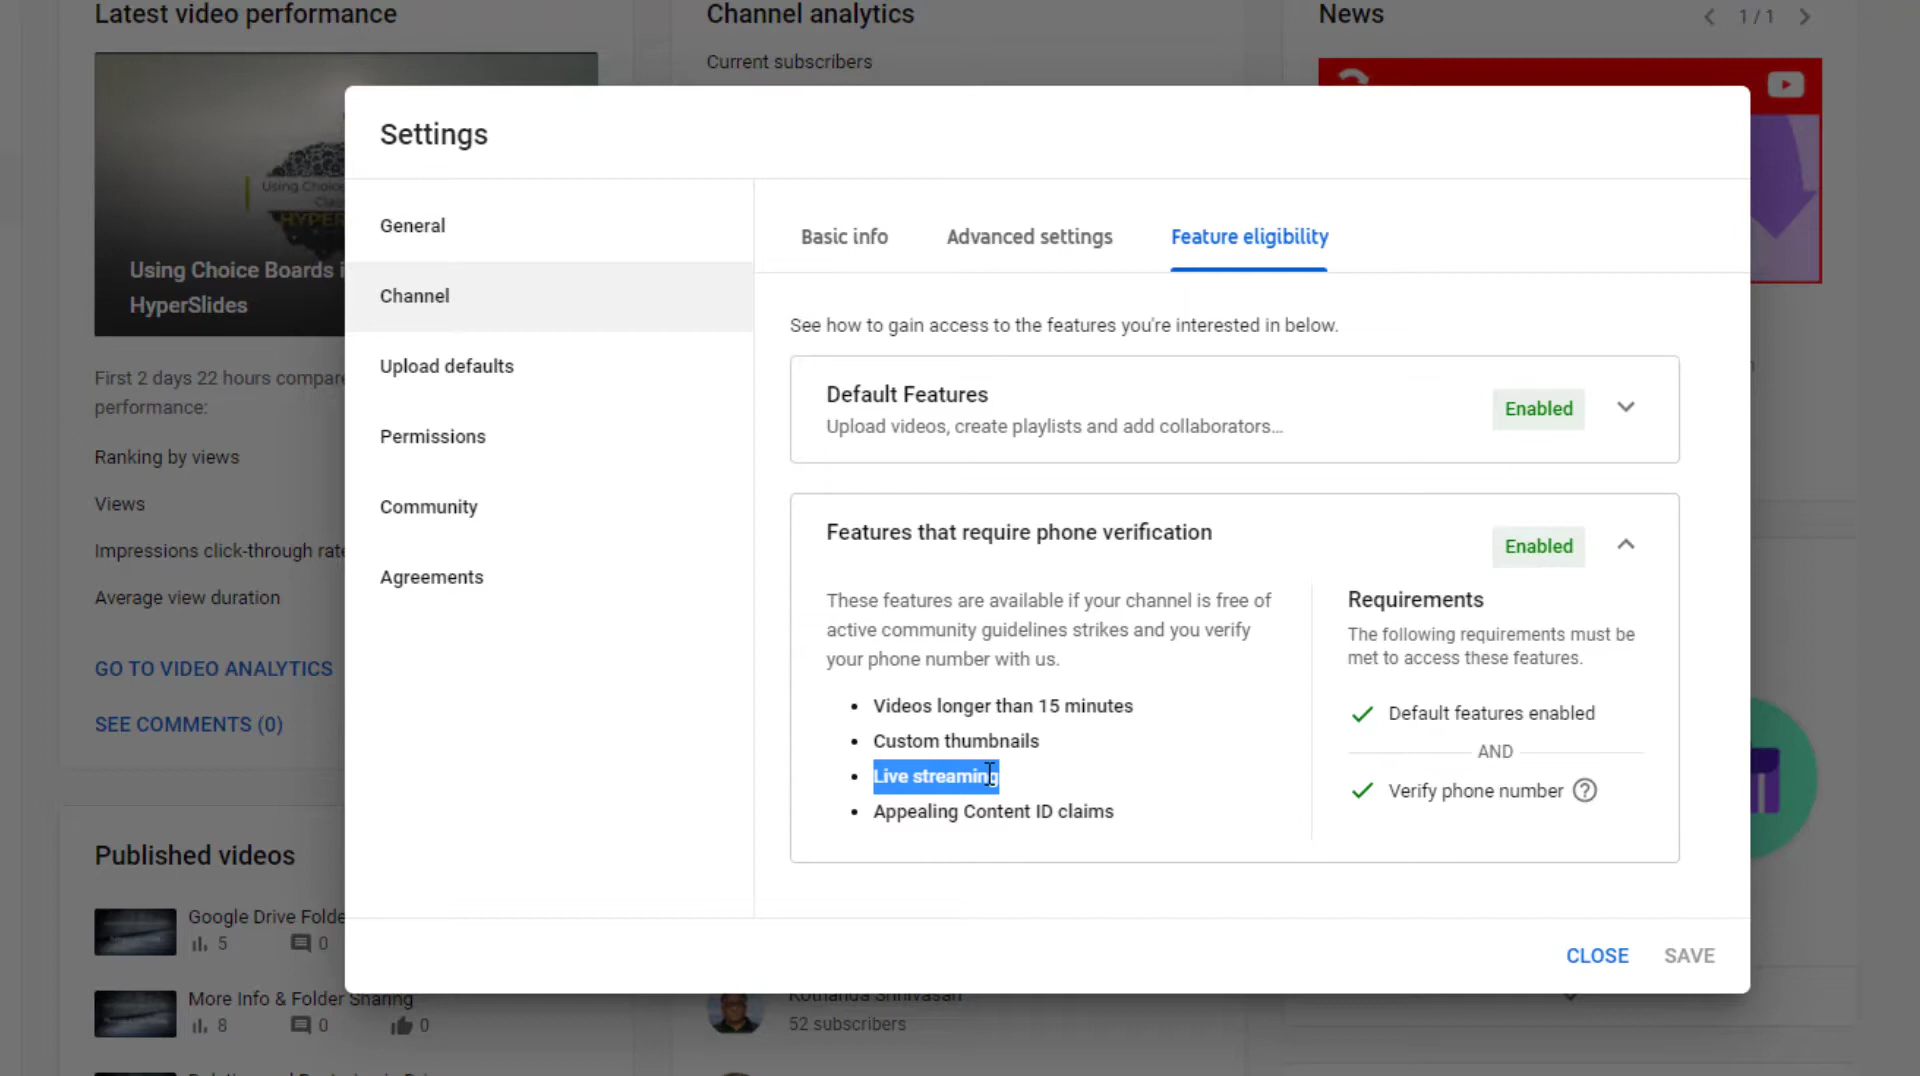 Latest video performance
Channel analytics
News
1 / 1
Current subscribers
Using Choice
HYPER
Using Choice Boards i
HyperSlides
First 2 days 22 hours compare
performance:
Ranking by views
Views
Impressions click-through rate
Average view duration
GO TO VIDEO ANALYTICS
SEE COMMENTS (0)
Published videos
Google Drive Folde
5
0
More Info & Folder Sharing
8
0
0
52 subscribers
Settings
General
Channel
Upload defaults
Permissions
Community
Agreements
Basic info
Advanced settings
Feature eligibility
See how to gain access to the features you're interested in below.
Default Features
Upload videos, create playlists and add collaborators...
Enabled
Features that require phone verification
Enabled
These features are available if your channel is free of
active community guidelines strikes and you verify
your phone number with us.
• Videos longer than 15 minutes
• Custom thumbnails
• Live streaming
• Appealing Content ID claims
Requirements
The following requirements must be
met to access these features.
Default features enabled
AND
Verify phone number
CLOSE
SAVE